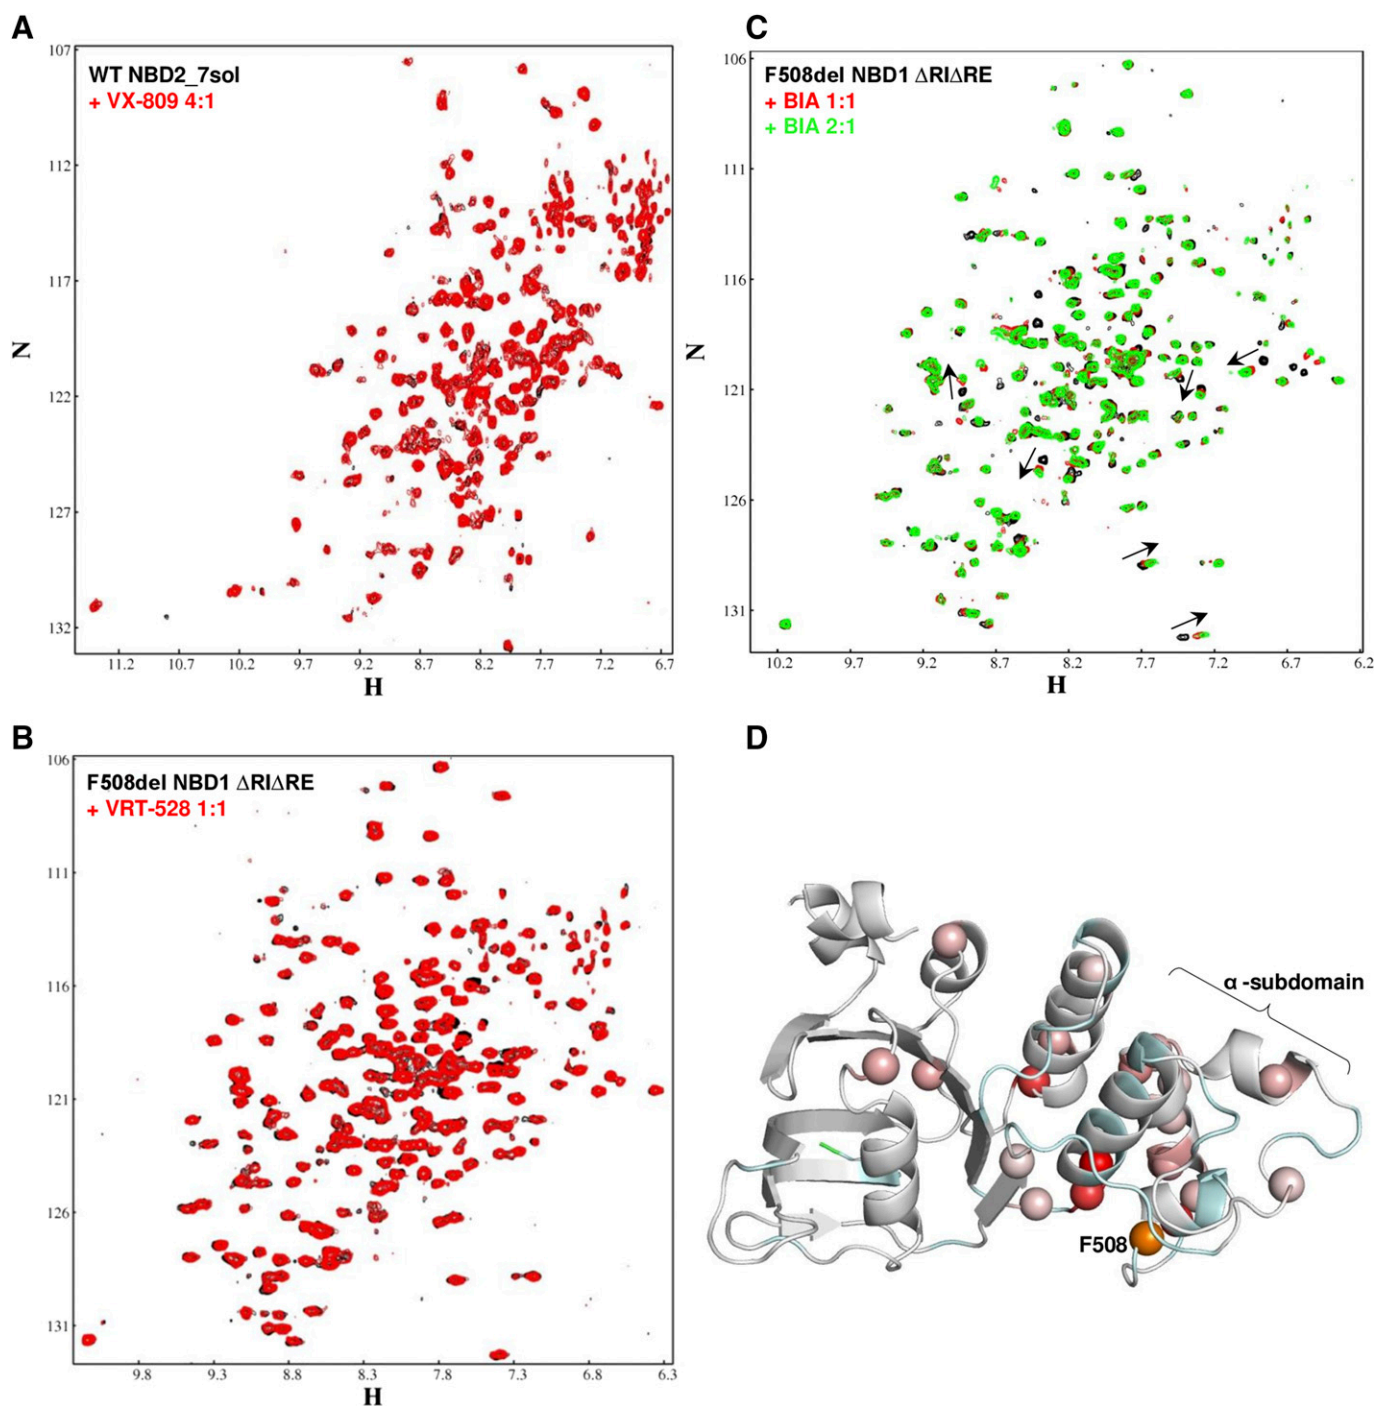 A
WT NBD2_7sol
+ VX-809 4:1
107
112
117
122
127
132
N
11.2 10.7 10.2 9.7 9.2 8.7 8.2 7.7 7.2 6.7
H
C
F508del NBD1 ΔRIΔRE
+ BIA 1:1
+ BIA 2:1
106
111
116
121
126
131
N
10.2 9.7 9.2 8.7 8.2 7.7 7.2 6.7 6.2
H
B
F508del NBD1 ΔRIΔRE
+ VRT-528 1:1
106
111
116
121
126
131
9.8 9.3 8.8 8.3 7.8 7.3 6.8 6.3
H
D
α -subdomain
F508